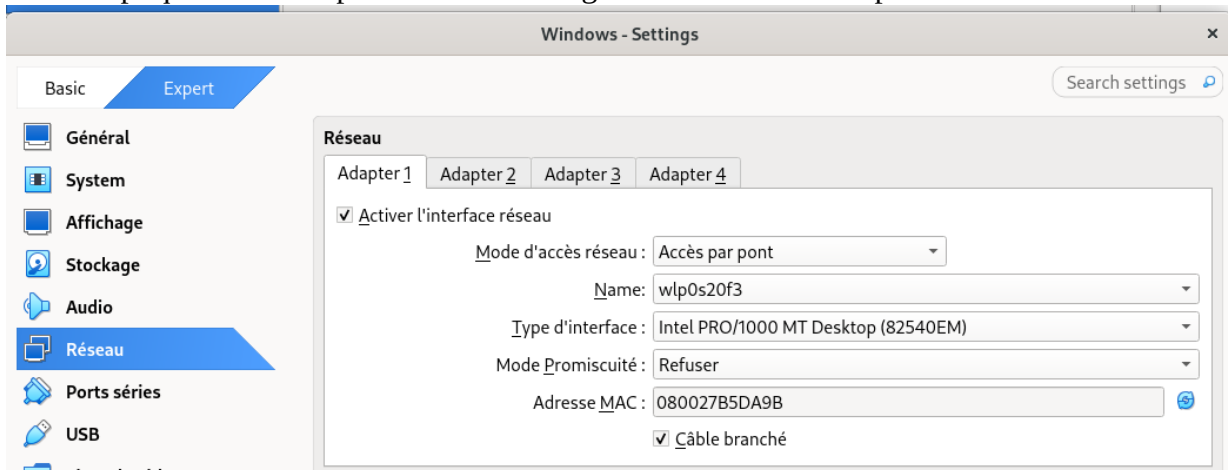 Windows - Settings
Basic Expert Search settings
Général
System
Affichage
Stockage
Audio
Réseau
Ports séries
USB
Réseau
Adapter 1 Adapter 2 Adapter 3 Adapter 4
Activer l'interface réseau
Mode d'accès réseau : Accès par pont
Name: wlp0s20f3
Type d'interface : Intel PRO/1000 MT Desktop (82540EM)
Mode Promiscuité : Refuser
Adresse MAC : 080027B5DA9B
Câble branché